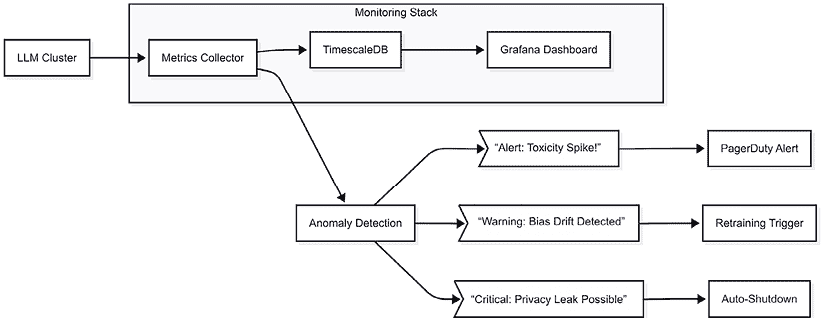 Monitoring Stack
LLM Cluster
Metrics Collector
TimescaleDB
Grafana Dashboard
“Alert: Toxicity Spike!”
PagerDuty Alert
Anomaly Detection
“Warning: Bias Drift Detected”
Retraining Trigger
“Critical: Privacy Leak Possible”
Auto-Shutdown